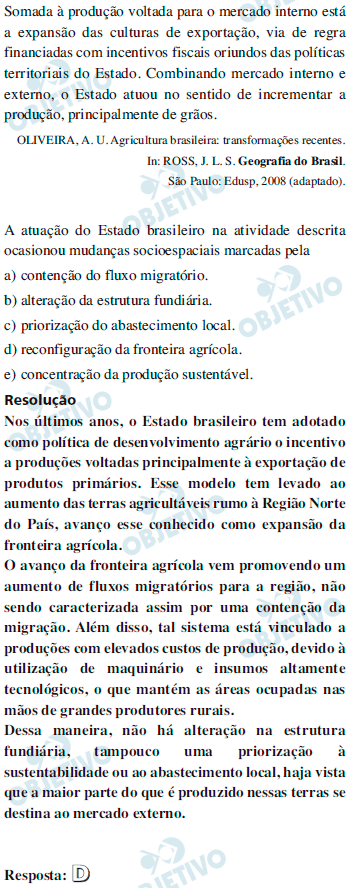 Somada à produção voltada para o mercado interno está
a expansão das culturas de exportação, via de regra
financiadas com incentivos fiscais oriundos das políticas
territoriais do Estado. Combinando mercado interno e
externo, o Estado atuou no sentido de incrementar a
produção, principalmente de grãos.
OLIVEIRA, A. U. Agricultura brasileira: transformações recentes.
In: ROSS, J. L. S. Geografia do Brasil.
São Paulo: Edusp, 2008 (adaptado).
A atuação do Estado brasileiro na atividade descrita
ocasionou mudanças socioespaciais marcadas pela
a) contenção do fluxo migratório.
b) alteração da estrutura fundiária.
c) priorização do abastecimento local.
d) reconfiguração da fronteira agrícola.
e) concentração da produção sustentável.
Resolução
Nos últimos anos, o Estado brasileiro tem adotado
como política de desenvolvimento agrário o incentivo
a produções voltadas principalmente à exportação de
produtos primários. Esse modelo tem levado ao
aumento das terras agricultáveis rumo à Região Norte
do País, avanço esse conhecido como expansão da
fronteira agrícola.
O avanço da fronteira agrícola vem promovendo um
aumento de fluxos migratórios para a região, não
sendo caracterizada assim por uma contenção da
migração. Além disso, tal sistema está vinculado a
produções com elevados custos de produção, devido à
utilização de maquinário e insumos altamente
tecnológicos, o que mantém as áreas ocupadas nas
mãos de grandes produtores rurais.
Dessa maneira, não há alteração na estrutura
fundiária, tampouco uma priorização à
sustentabilidade ou ao abastecimento local, haja vista
que a maior parte do que é produzido nessas terras se
destina ao mercado externo.
Resposta: D
OBJETIVO
OBJETIVO
OBJETIVO
OBJETIVO
OBJETIVO
OBJETIVO
OBJETIVO
OBJETIVO
OBJETIVO